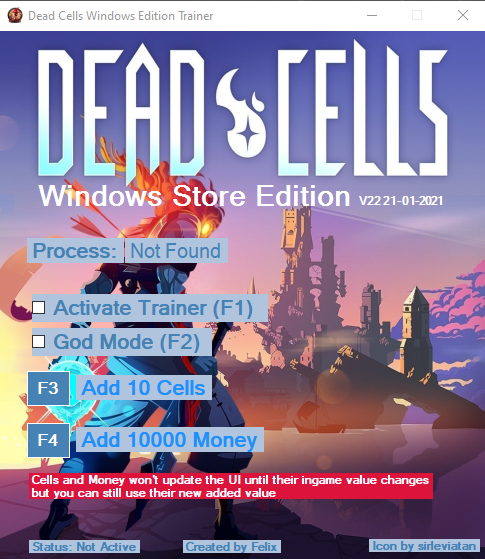 Dead Cells Windows Edition Trainer
DEAD CELLS
Windows Store Edition V22 21-01-2021
Process: Not Found
Activate Trainer (F1)
God Mode (F2)
F3 Add 10 Cells
F4 Add 10000 Money
Cells and Money won't update the UI until their ingame value changes
but you can still use their new added value
Status: Not Active Created by Felix Icon by sirleviatan